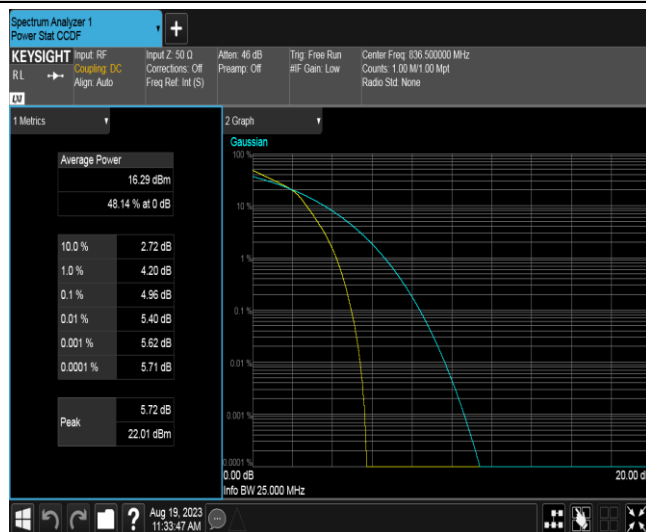 Spectrum Analyzer 1
Power Stat CCDF
+
KEYSIGHT
RL
LXI
Input: RF
Coupling: DC
Align: Auto
Input Z: 50 Ω
Corrections: Off
Freq Ref: Int (S)
Atten: 46 dB
Preamp: Off
Trig: Free Run
#IF Gain: Low
Center Freq: 836.500000 MHz
Counts: 1.00 M/1.00 Mpt
Radio Std: None
1 Metrics
Average Power
16.29 dBm
48.14 % at 0 dB
10.0 % 2.72 dB
1.0 % 4.20 dB
0.1 % 4.96 dB
0.01 % 5.40 dB
0.001 % 5.62 dB
0.0001 % 5.71 dB
Peak 5.72 dB
22.01 dBm
2 Graph
Gaussian
100 %
10 %
1 %
0.1 %
0.01 %
0.001 %
0.0001 %
0.00 dB 20.00 d
Info BW 25.000 MHz
?
Aug 19, 2023
11:33:47 AM